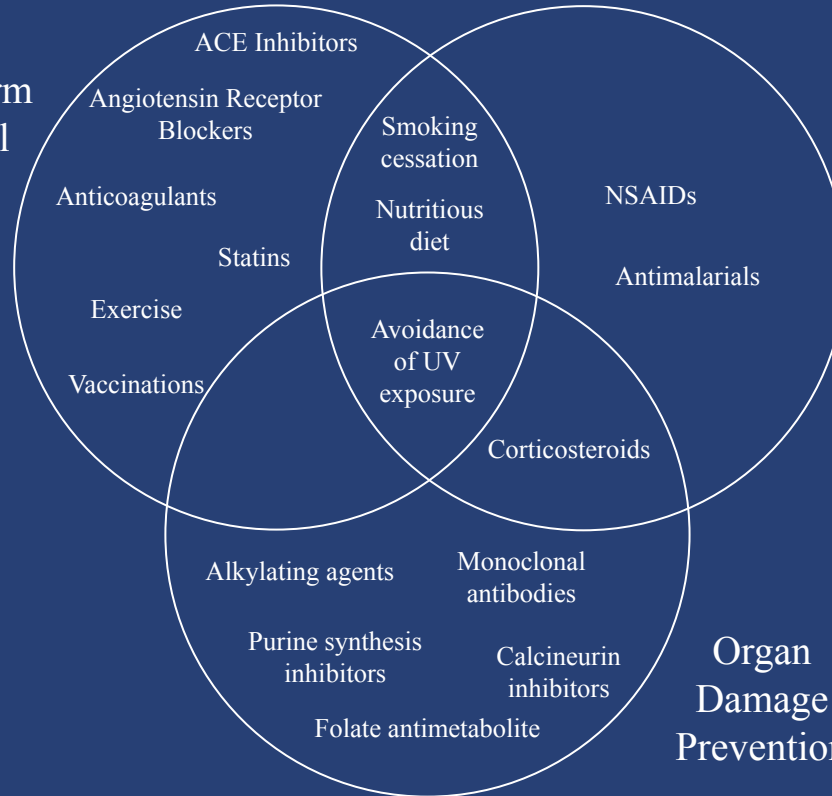 ACE Inhibitors
Angiotensin Receptor
Blockers
Anticoagulants
Statins
Exercise
Vaccinations
Smoking
cessation
Nutritious
diet
Avoidance
of UV
exposure
NSAIDs
Antimalarials
Corticosteroids
Alkylating agents
Monoclonal
antibodies
Purine synthesis
inhibitors
Calcineurin
inhibitors
Folate antimetabolite
Organ
Damage